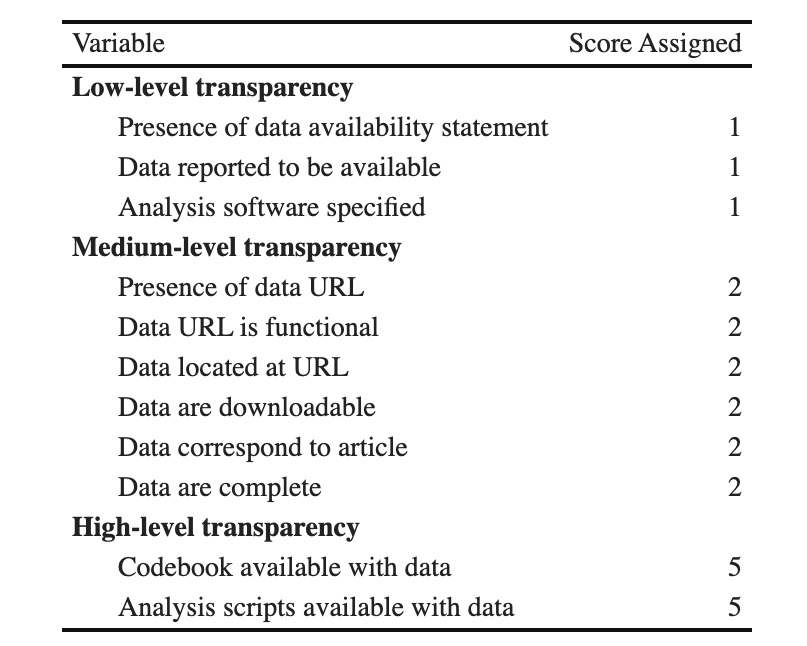 Variable Score Assigned
Low-level transparency
Presence of data availability statement 1
Data reported to be available 1
Analysis software specified 1
Medium-level transparency
Presence of data URL 2
Data URL is functional 2
Data located at URL 2
Data are downloadable 2
Data correspond to article 2
Data are complete 2
High-level transparency
Codebook available with data 5
Analysis scripts available with data 5